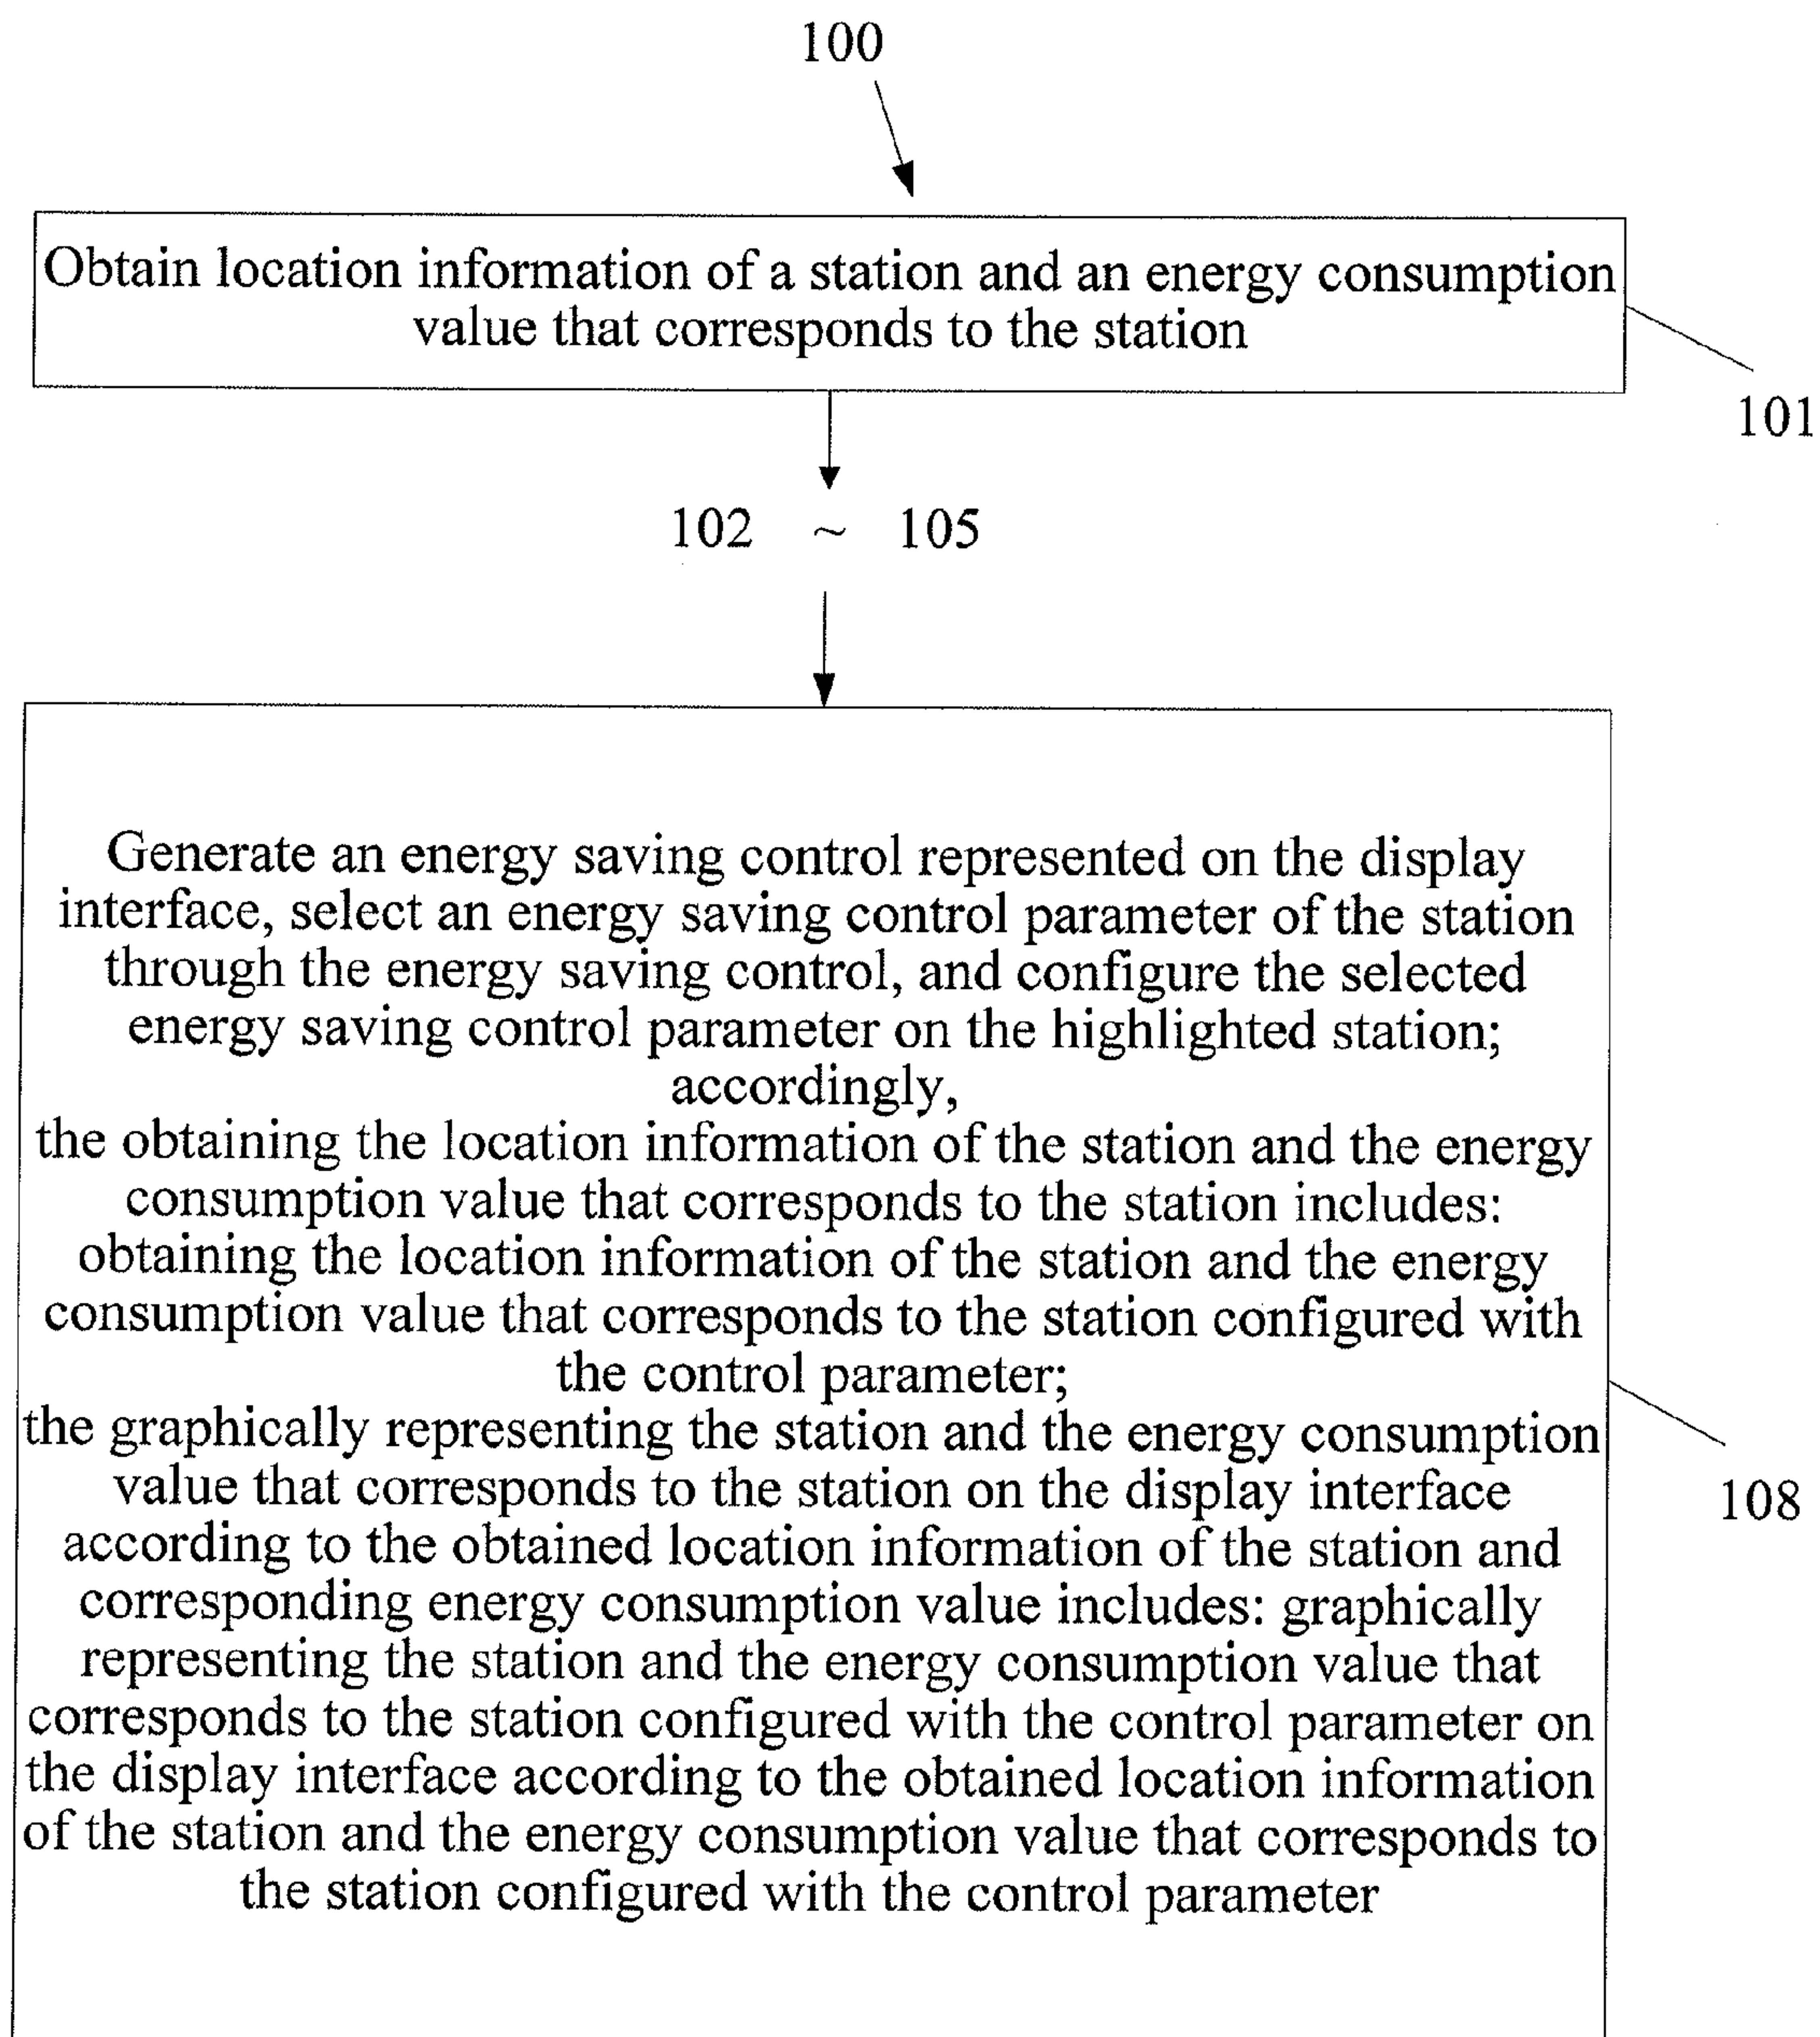 100
Obtain location information of a station and an energy consumption
value that corresponds to the station
101
102 ~ 105
Generate an energy saving control represented on the display
interface, select an energy saving control parameter of the station
through the energy saving control, and configure the selected
energy saving control parameter on the highlighted station;
accordingly,
the obtaining the location information of the station and the energy
consumption value that corresponds to the station includes:
obtaining the location information of the station and the energy
consumption value that corresponds to the station configured with
the control parameter;
the graphically representing the station and the energy consumption
value that corresponds to the station on the display interface
according to the obtained location information of the station and
corresponding energy consumption value includes: graphically
representing the station and the energy consumption value that
corresponds to the station configured with the control parameter on
the display interface according to the obtained location information
of the station and the energy consumption value that corresponds to
the station configured with the control parameter
108